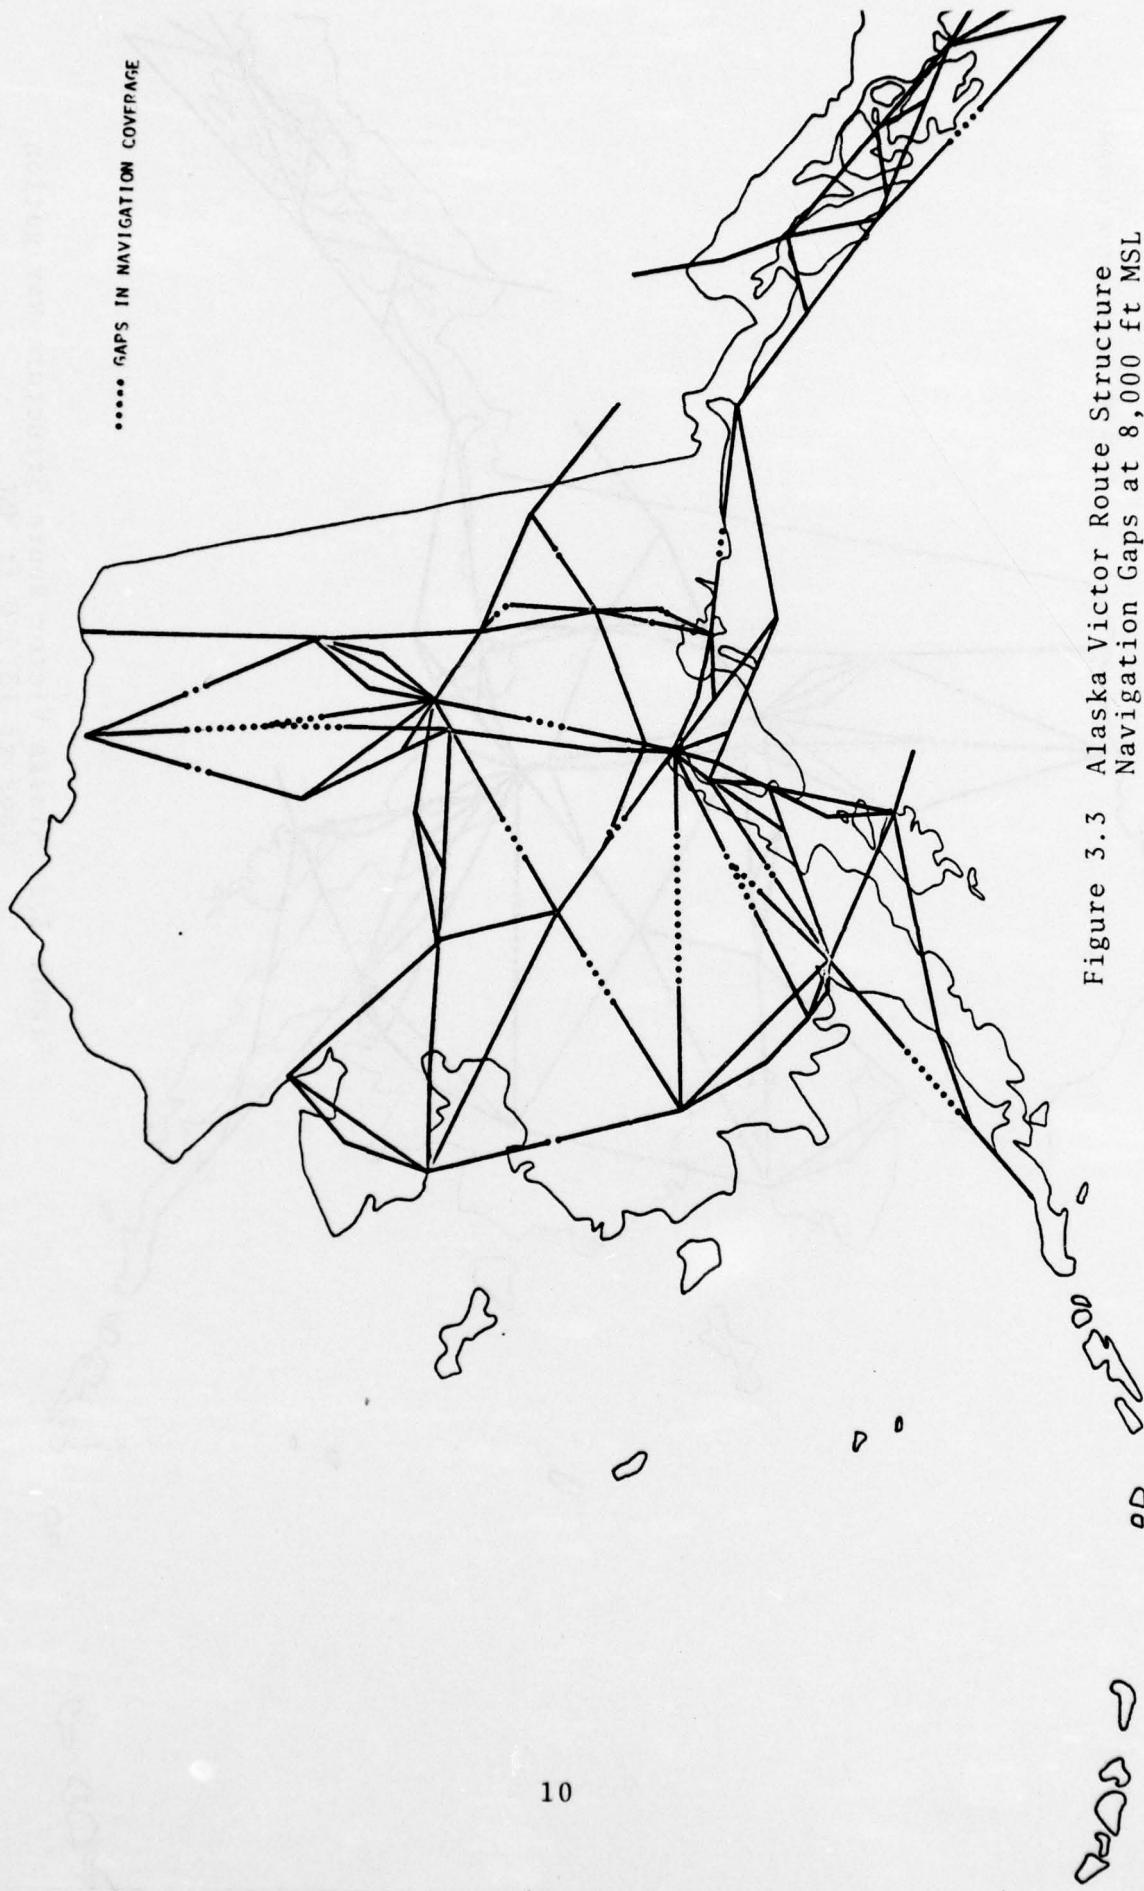 ••••• GAPS IN NAVIGATION COVERAGE
Figure 3.3 Alaska Victor Route Structure
Navigation Gaps at 8,000 ft MSL
10